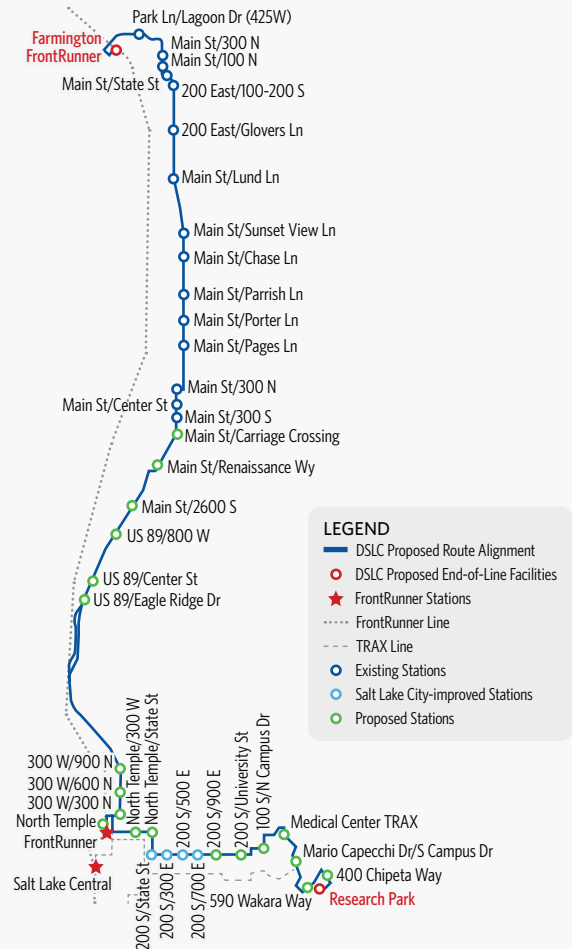 Park Ln/Lagoon Dr (425W)
Farmington
FrontRunner
Main St/300 N
Main St/100 N
Main St/State St
200 East/100-200 S
200 East/Glovers Ln
Main St/Lund Ln
Main St/Sunset View Ln
Main St/Chase Ln
Main St/Parrish Ln
Main St/Porter Ln
Main St/Pages Ln
Main St/300 N
Main St/Center St
Main St/300 S
Main St/Carriage Crossing
Main St/Renaissance Wy
Main St/2600 S
US 89/800 W
US 89/Center St
US 89/Eagle Ridge Dr
LEGEND
DSLC Proposed Route Alignment
DSLC Proposed End-of-Line Facilities
FrontRunner Stations
FrontRunner Line
TRAX Line
Existing Stations
Salt Lake City-improved Stations
Proposed Stations
300 W/900 N
300 W/600 N
300 W/300 N
North Temple
FrontRunner
Salt Lake Central
North Temple/300 W
North Temple/State St
200 S/State St
200 S/300 E
200 S/500 E
200 S/700 E
200 S/900 E
200 S/University St
100 S/N Campus Dr
Medical Center TRAX
Mario Capecchi Dr/S Campus Dr
400 Chipeta Way
590 Wakara Way
Research Park